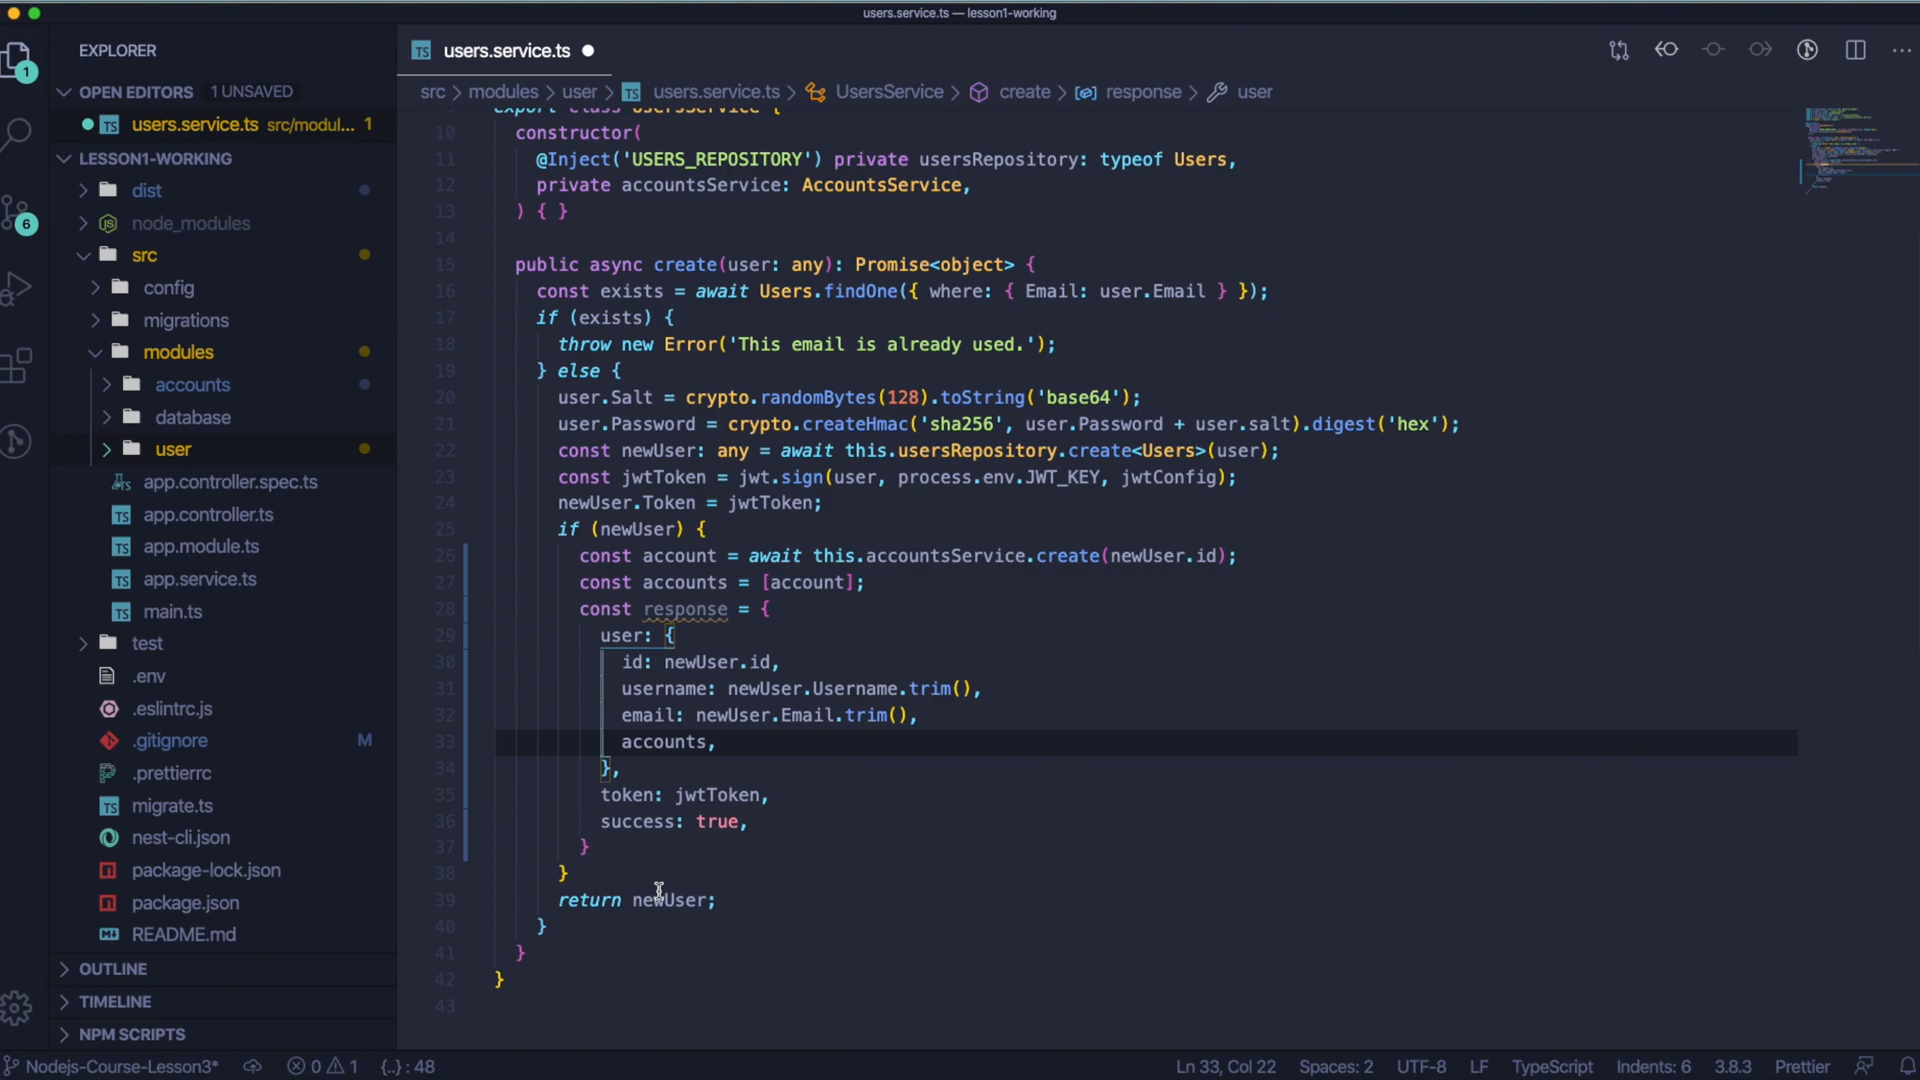 users.service.ts — lesson1-working
EXPLORER
users.service.ts
OPEN EDITORS 1 UNSAVED
src > modules > user > TS users.service.ts > UsersService > create > response > user
TS users.service.ts src/modul... 1
LESSON1-WORKING
dist
node_modules
src
config
migrations
modules
accounts
database
user
app.controller.spec.ts
TS app.controller.ts
TS app.module.ts
TS app.service.ts
TS main.ts
test
.env
.eslintrc.js
.gitignore M
.prettierrc
TS migrate.ts
nest-cli.json
package-lock.json
package.json
README.md
OUTLINE
TIMELINE
NPM SCRIPTS
export class UsersService {
10 constructor(
11 @Inject('USERS_REPOSITORY') private usersRepository: typeof Users,
12 private accountsService: AccountsService,
13 ) { }
14
15 public async create(user: any): Promise<object> {
16 const exists = await Users.findOne({ where: { Email: user.Email } });
17 if (exists) {
18 throw new Error('This email is already used.');
19 } else {
20 user.Salt = crypto.randomBytes(128).toString('base64');
21 user.Password = crypto.createHmac('sha256', user.Password + user.salt).digest('hex');
22 const newUser: any = await this.usersRepository.create<Users>(user);
23 const jwtToken = jwt.sign(user, process.env.JWT_KEY, jwtConfig);
24 newUser.Token = jwtToken;
25 if (newUser) {
26 const account = await this.accountsService.create(newUser.id);
27 const accounts = [account];
28 const response = {
29 user: {
30 id: newUser.id,
31 username: newUser.Username.trim(),
32 email: newUser.Email.trim(),
33 accounts,
34 },
35 token: jwtToken,
36 success: true,
37 }
38 }
39 return newUser;
40 }
41 }
42 }
43
1
6
Nodejs-Course-Lesson3* 0 1 {..} : 48 Ln 33, Col 22 Spaces: 2 UTF-8 LF TypeScript Indents: 6 3.8.3 Prettier